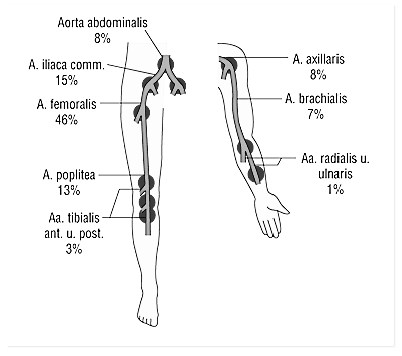 Aorta abdominalis
8%
A. iliaca comm.
15%
A. femoralis
46%
A. poplitea
13%
Aa. tibialis
ant. u. post.
3%
A. axillariis
8%
A. brachialis
7%
Aa. radialis u.
ulnaris
1%